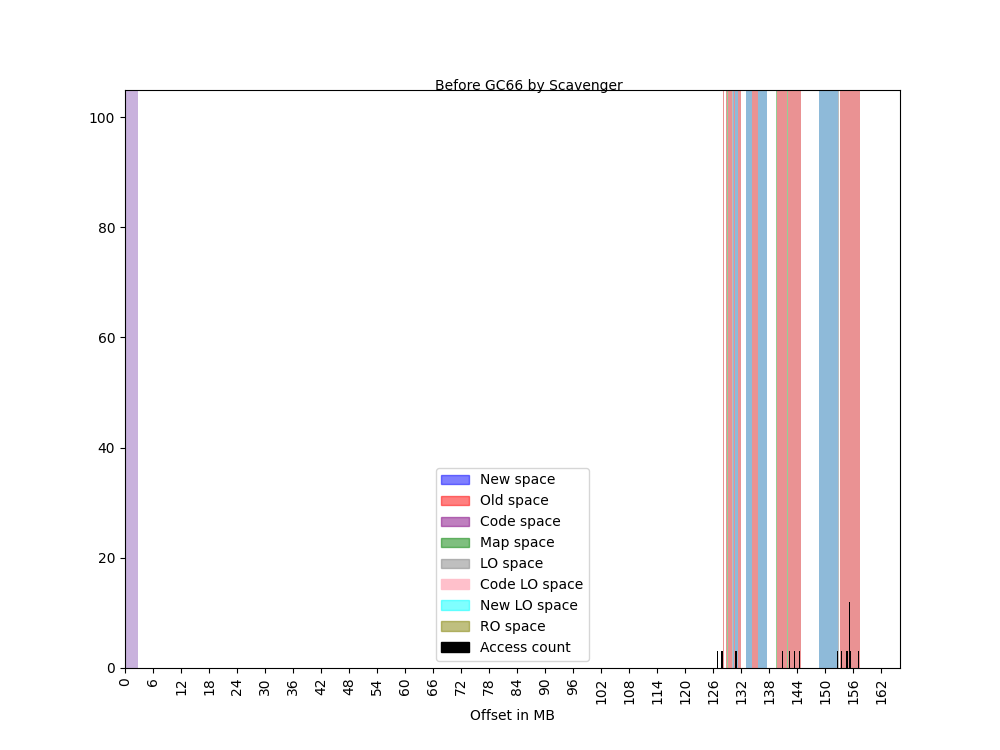 Before GC66 by Scavenger
100
80
60
40
20
0
New space
Old space
Code space
Map space
LO space
Code LO space
New LO space
RO space
Access count
0 6 12 18 24 30 36 42 48 54 60 66 72 78 84 90 96 102 108 114 120 126 132 138 144 150 156 162
Offset in MB